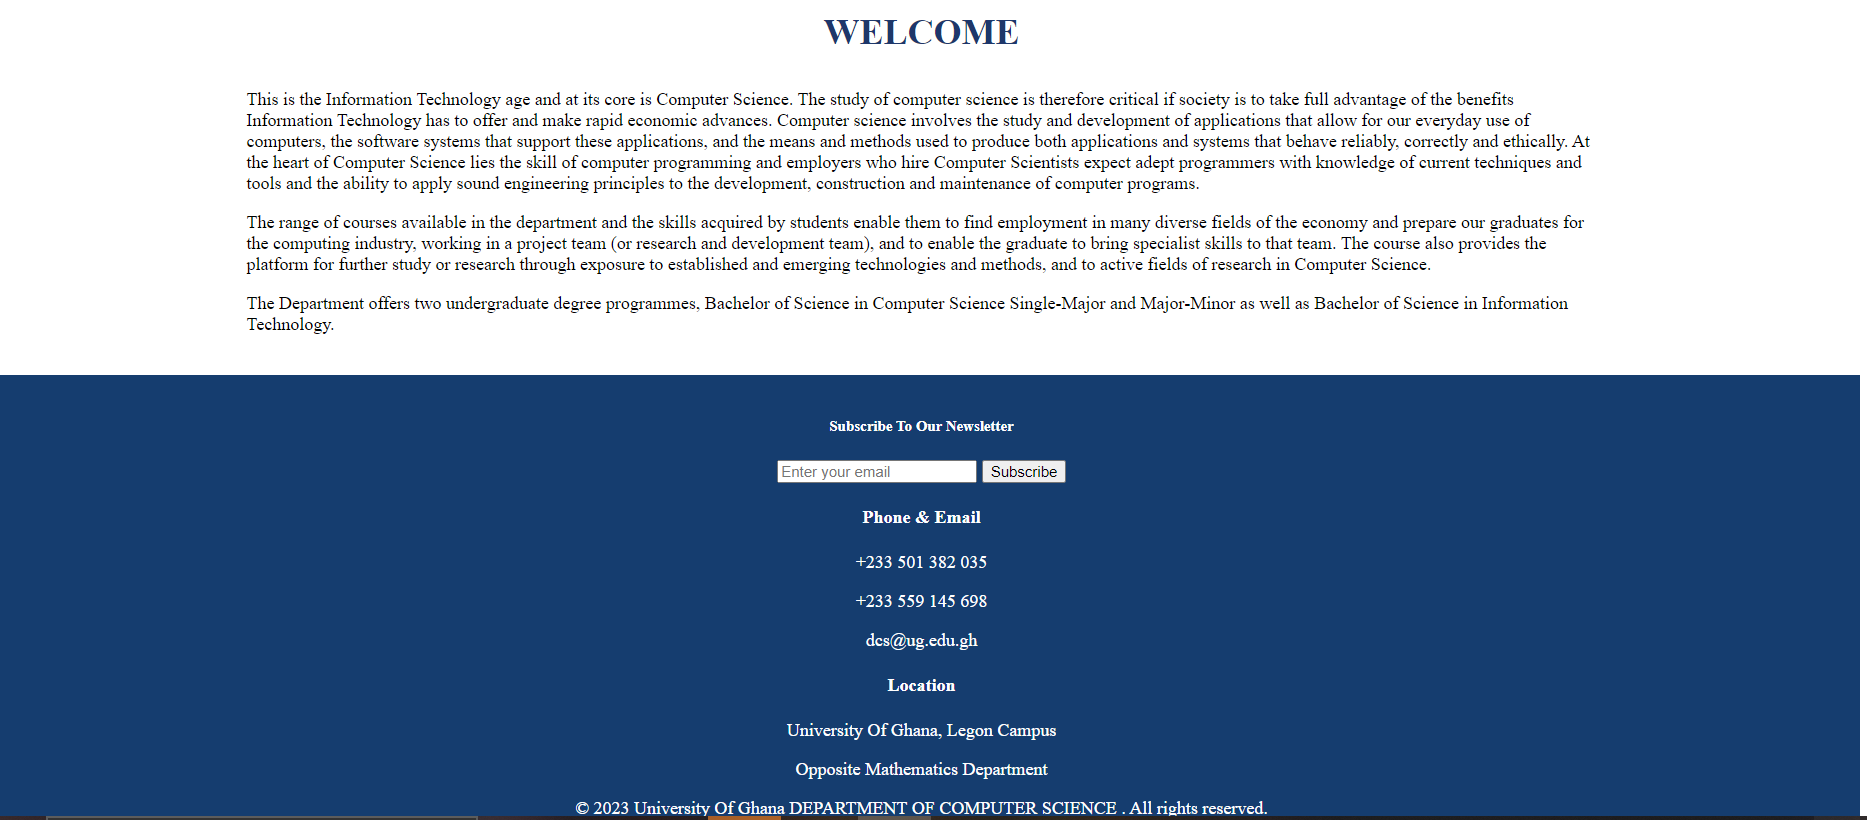 WELCOME
This is the Information Technology age and at its core is Computer Science. The study of computer science is therefore critical if society is to take full advantage of the benefits
Information Technology has to offer and make rapid economic advances. Computer science involves the study and development of applications that allow for our everyday use of
computers, the software systems that support these applications, and the means and methods used to produce both applications and systems that behave reliably, correctly and ethically. At
the heart of Computer Science lies the skill of computer programming and employers who hire Computer Scientists expect adept programmers with knowledge of current techniques and
tools and the ability to apply sound engineering principles to the development, construction and maintenance of computer programs.
The range of courses available in the department and the skills acquired by students enable them to find employment in many diverse fields of the economy and prepare our graduates for
the computing industry, working in a project team (or research and development team), and to enable the graduate to bring specialist skills to that team. The course also provides the
platform for further study or research through exposure to established and emerging technologies and methods, and to active fields of research in Computer Science.
The Department offers two undergraduate degree programmes, Bachelor of Science in Computer Science Single-Major and Major-Minor as well as Bachelor of Science in Information
Technology.
Subscribe To Our Newsletter
Enter your email Subscribe
Phone & Email
+233 501 382 035
+233 559 145 698
dcs@ug.edu.gh
Location
University Of Ghana, Legon Campus
Opposite Mathematics Department
© 2023 University Of Ghana DEPARTMENT OF COMPUTER SCIENCE . All rights reserved.